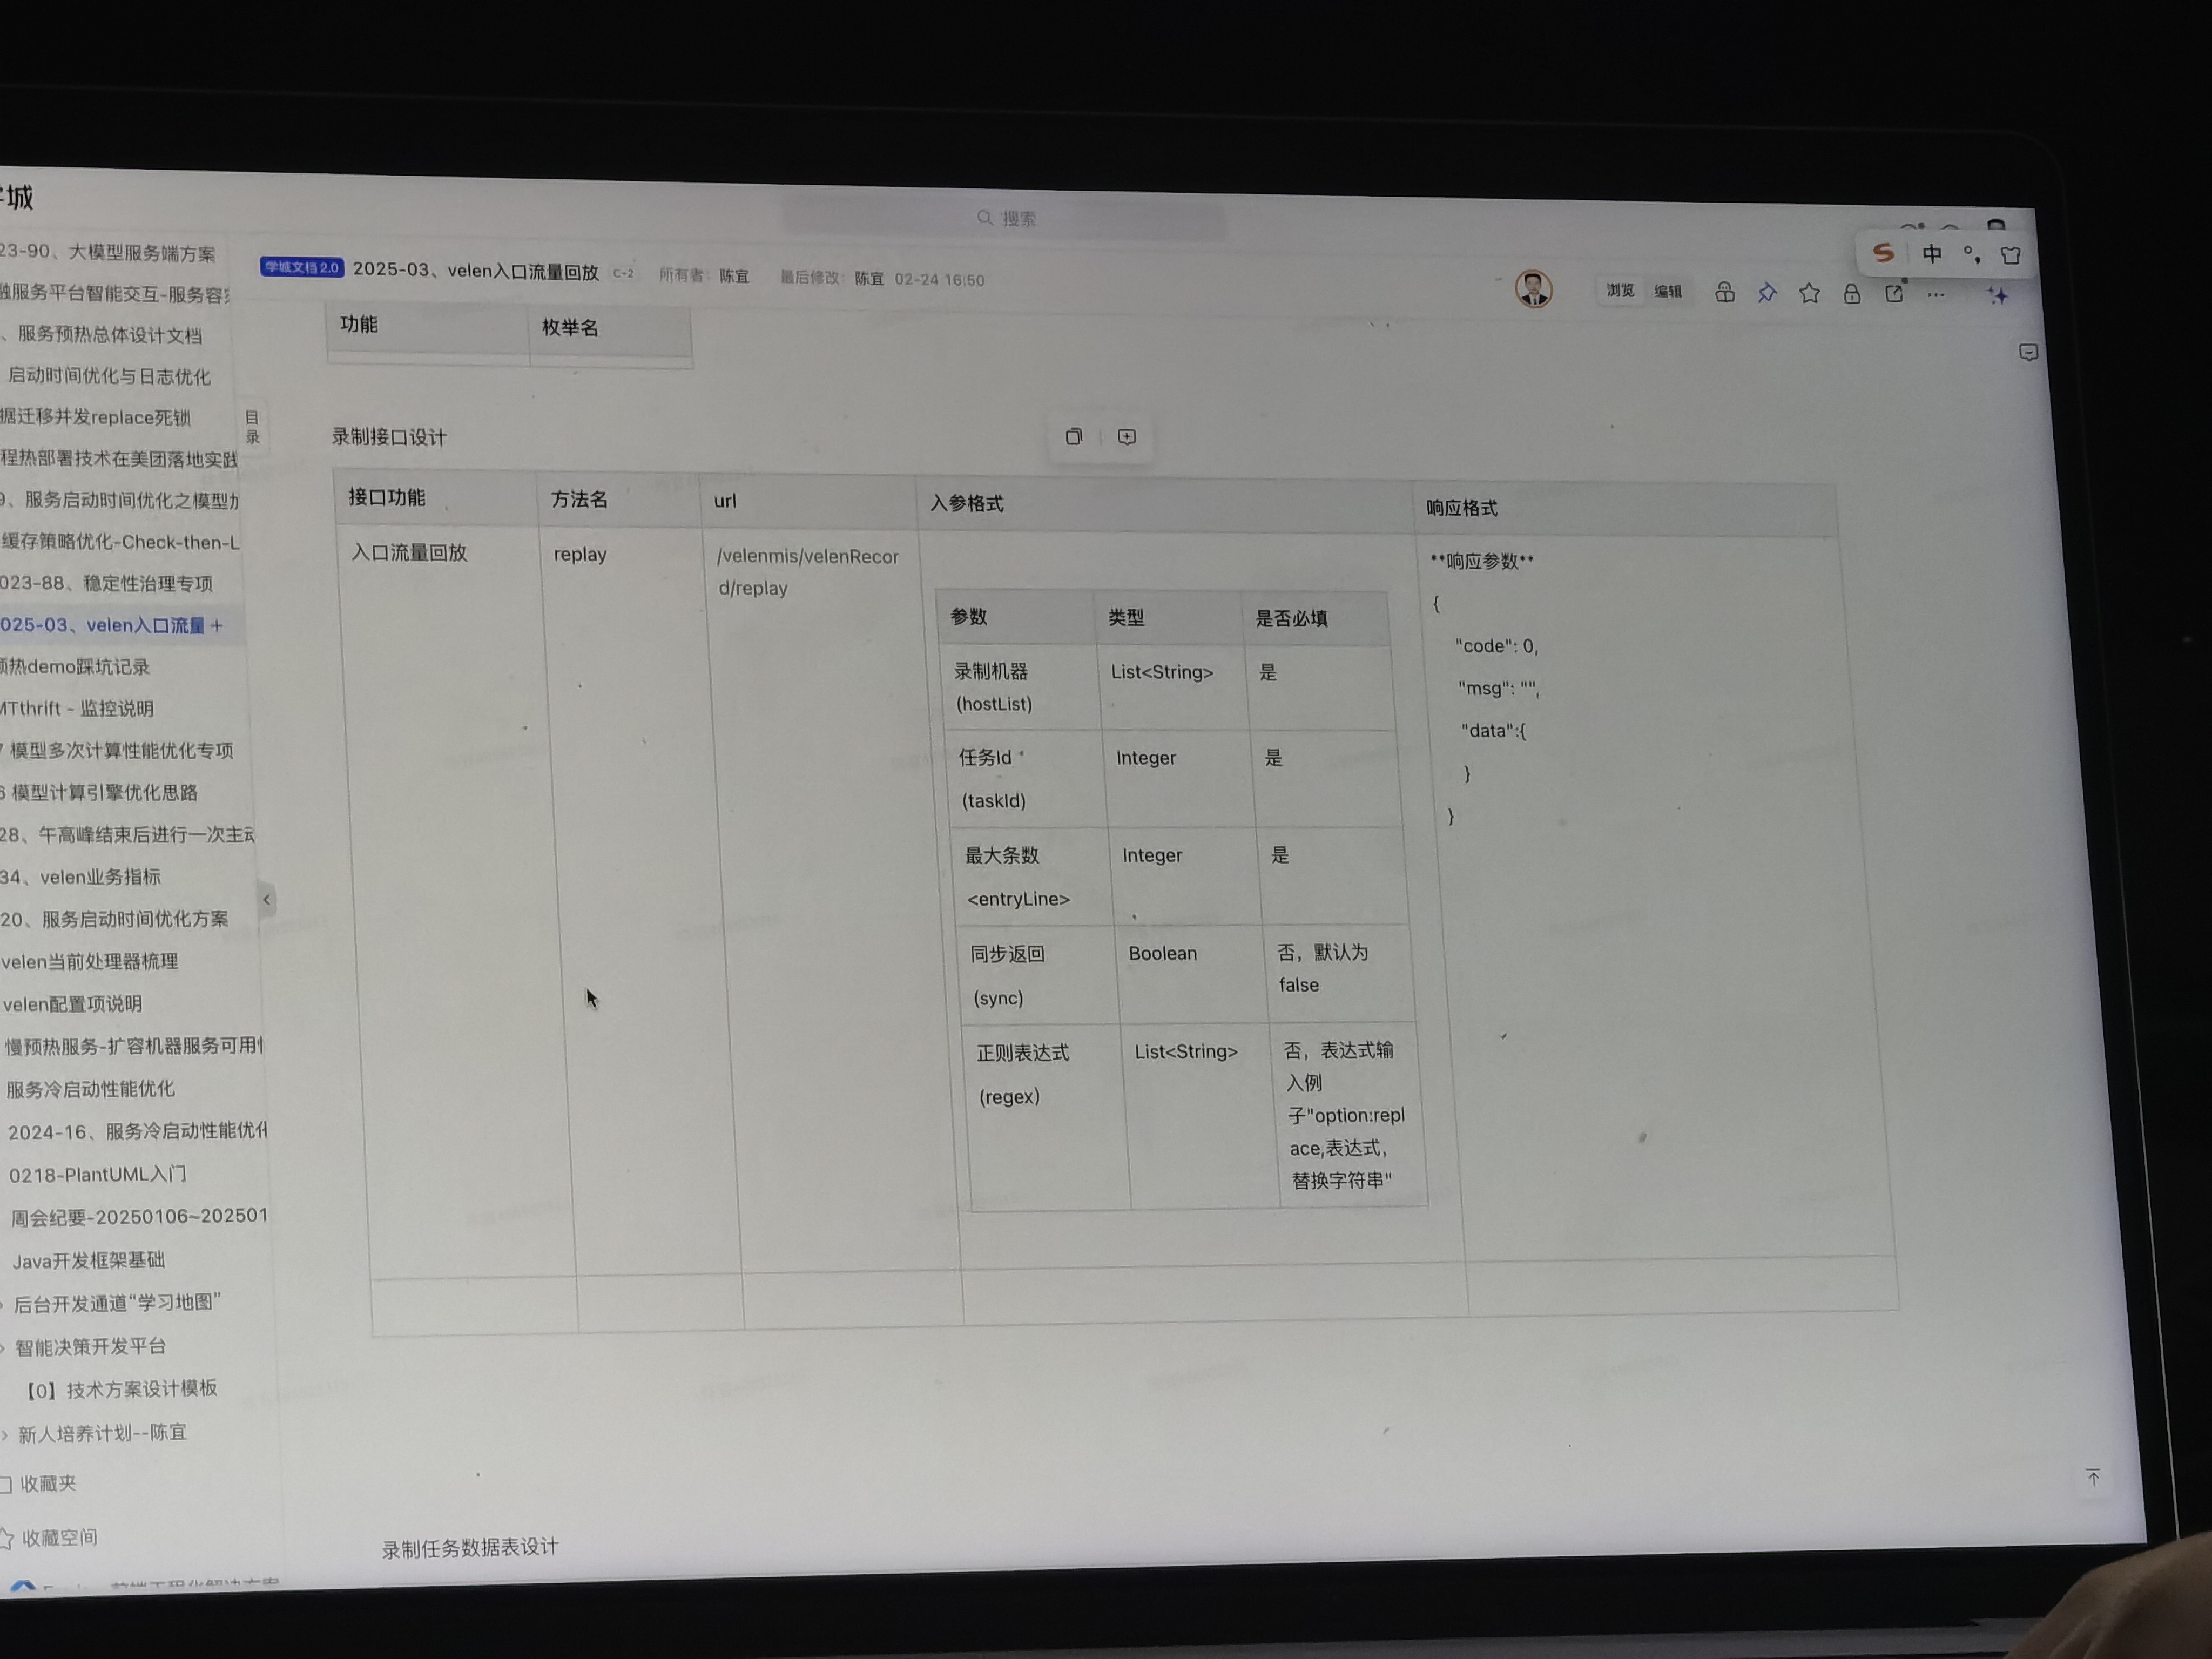 城
搜索
中
23-90、大模型服务端方案
融服务平台智能交互-服务容
、服务预热总体设计文档
启动时间优化与日志优化
据迁移并发replace死锁
程热部署技术在美团落地实践
9、服务启动时间优化之模型加
缓存策略优化-Check-then-L
023-88、稳定性治理专项
025-03、velen入口流量
预热demo踩坑记录
MTthrift - 监控说明
7 模型多次计算性能优化专项
6 模型计算引擎优化思路
28、午高峰结束后进行一次主动
34、velen业务指标
20、服务启动时间优化方案
velen当前处理器梳理
velen配置项说明
慢预热服务-扩容机器服务可用
服务冷启动性能优化
2024-16、服务冷启动性能优化
0218-PlantUML入门
周会纪要-20250106~202501
Java开发框架基础
后台开发通道“学习地图”
智能决策开发平台
【0】技术方案设计模板
新人培养计划--陈宜
收藏夹
收藏空间
学城文档2.0 2025-03、velen入口流量回放 C-2 所有者：陈宜 最后修改：陈宜 02-24 16:50
浏览 编辑
目录
功能 枚举名
录制接口设计
接口功能 方法名 url 入参格式 响应格式
入口流量回放 replay
/velenmis/velenRecor
d/replay
参数 类型 是否必填
录制机器 List<String> 是
(hostList)
任务Id Integer 是
(taskId)
最大条数 Integer 是
<entryLine>
同步返回 Boolean 否，默认为
(sync) false
正则表达式 List<String> 否，表达式输
(regex) 入例
子"option:repl
ace,表达式，
替换字符串"
**响应参数**
{
"code": 0,
"msg": "",
"data":{
}
}
录制任务数据表设计